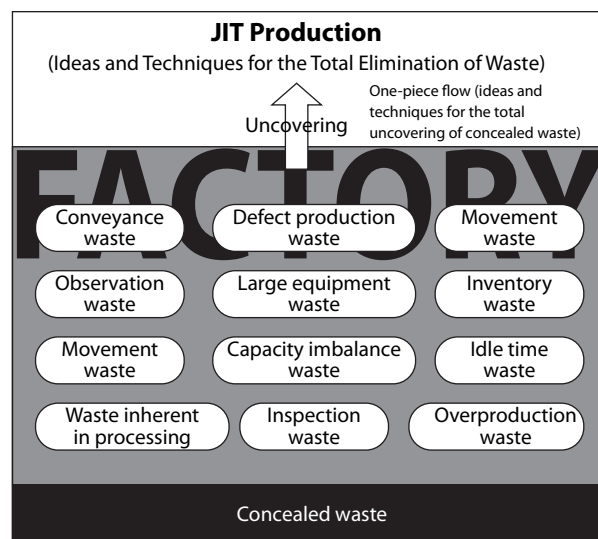 JIT Production
(Ideas and Techniques for the Total Elimination of Waste)
One-piece flow (ideas and
techniques for the total
uncovering of concealed waste)
Uncovering
FACTORY
Conveyance
waste
Defect production
waste
Movement
waste
Observation
waste
Large equipment
waste
Inventory
waste
Movement
waste
Capacity imbalance
waste
Idle time
waste
Waste inherent
in processing
Inspection
waste
Overproduction
waste
Concealed waste